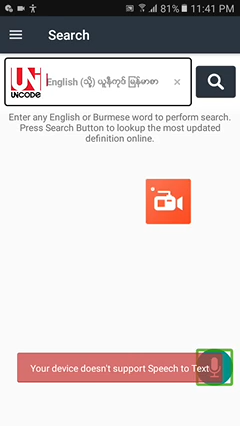 81% 11:41 PM
Search
UNCODE
English (သို့) ယူနီကုဒ် မြန်မာစာ ×
Enter any English or Burmese word to perform search.
Press Search Button to lookup the most updated
definition online.
Your device doesn't support Speech to Text